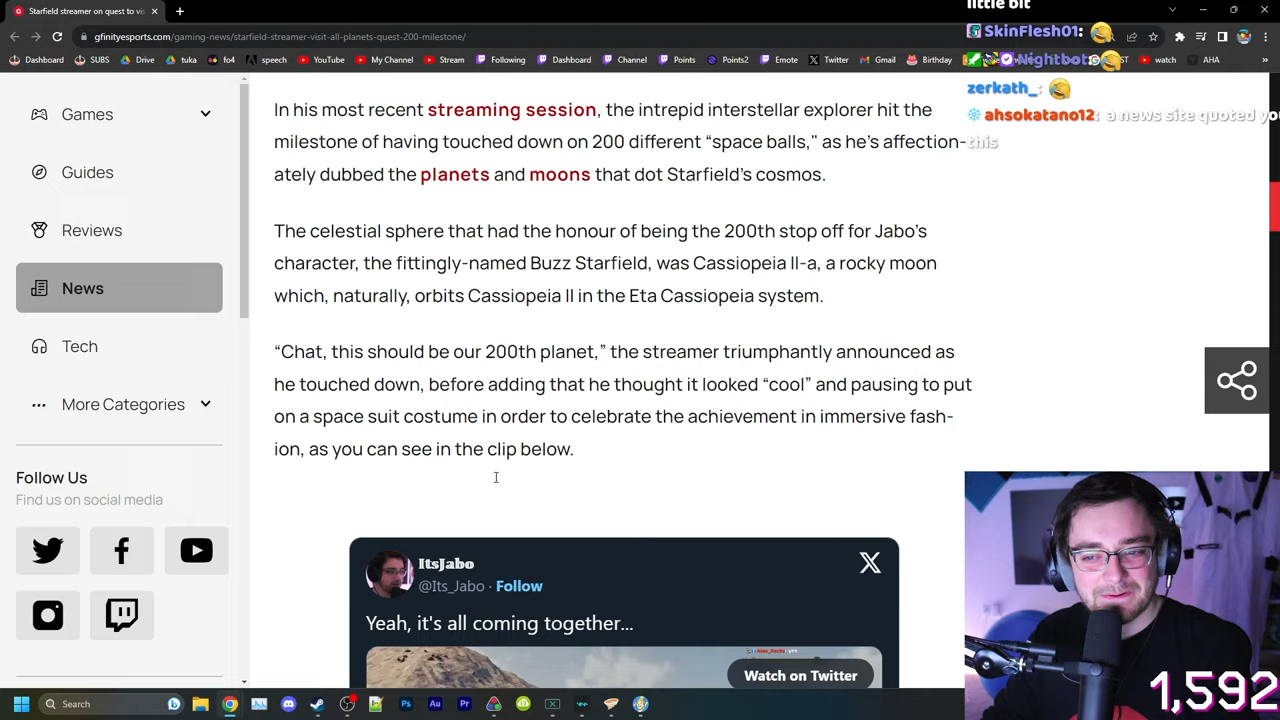 Starfield streamer on quest to vis
gfinityesports.com/gaming-news/starfield-streamer-visit-all-planets-quest-200-milestone/
Dashboard
SUBS
Drive
tuka
fo4
Twitch
YouTube
My Ch
Stream
Following
Dashboard
Channel
Points
Points2
Emote
Twitter
Gmail
Birthday
watch
AHA
little bit
SkinFlesh01:
Nightbot:
zerkath_:
ahsokatano12: a news site quoted yo
this
Games
Guides
Reviews
News
Tech
More Categories
Follow Us
Find us on social media
In his most recent streaming session, the intrepid interstellar explorer hit the
milestone of having touched down on 200 different “space balls," as he's affection-
ately dubbed the planets and moons that dot Starfield's cosmos.
The celestial sphere that had the honour of being the 200th stop off for Jabo's
character, the fittingly-named Buzz Starfield, was Cassiopeia II-a, a rocky moon
which, naturally, orbits Cassiopeia II in the Eta Cassiopeia system.
“Chat, this should be our 200th planet,” the streamer triumphantly announced as
he touched down, before adding that he thought it looked “cool” and pausing to put
on a space suit costume in order to celebrate the achievement in immersive fash-
ion, as you can see in the clip below.
ItsJabo
@Its_Jabo · Follow
Yeah, it's all coming together...
Watch on Twitter
1,592
Search